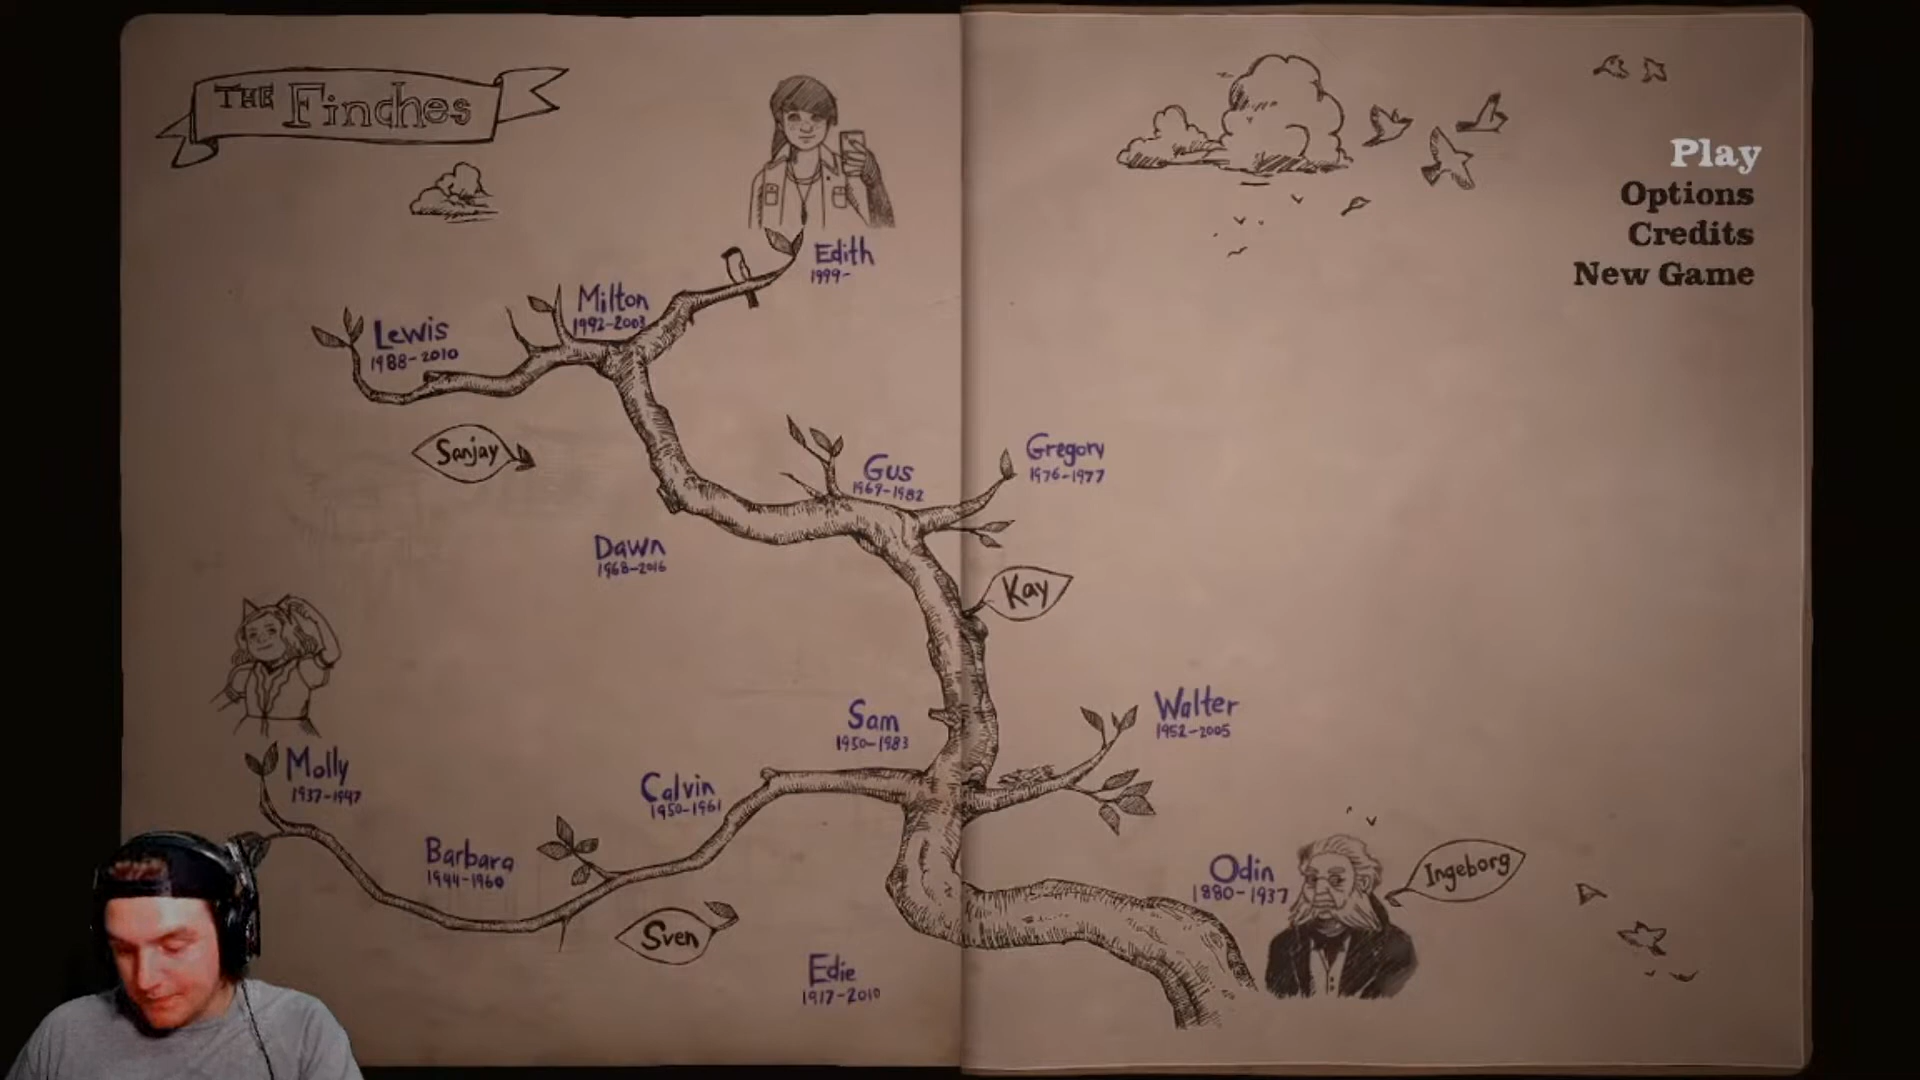 THE Finches
Play
Options
Credits
New Game
Edith
1999-
Milton
1992-2003
Lewis
1988-2010
Sanjay
Gus
1969-1982
Gregory
1976-1977
Dawn
1968-2016
Kay
Sam
1950-1983
Walter
1952-2005
Molly
1937-1947
Calvin
1950-1961
Barbara
1944-1960
Sven
Odin
1880-1937
Ingeborg
Edie
1917-2010